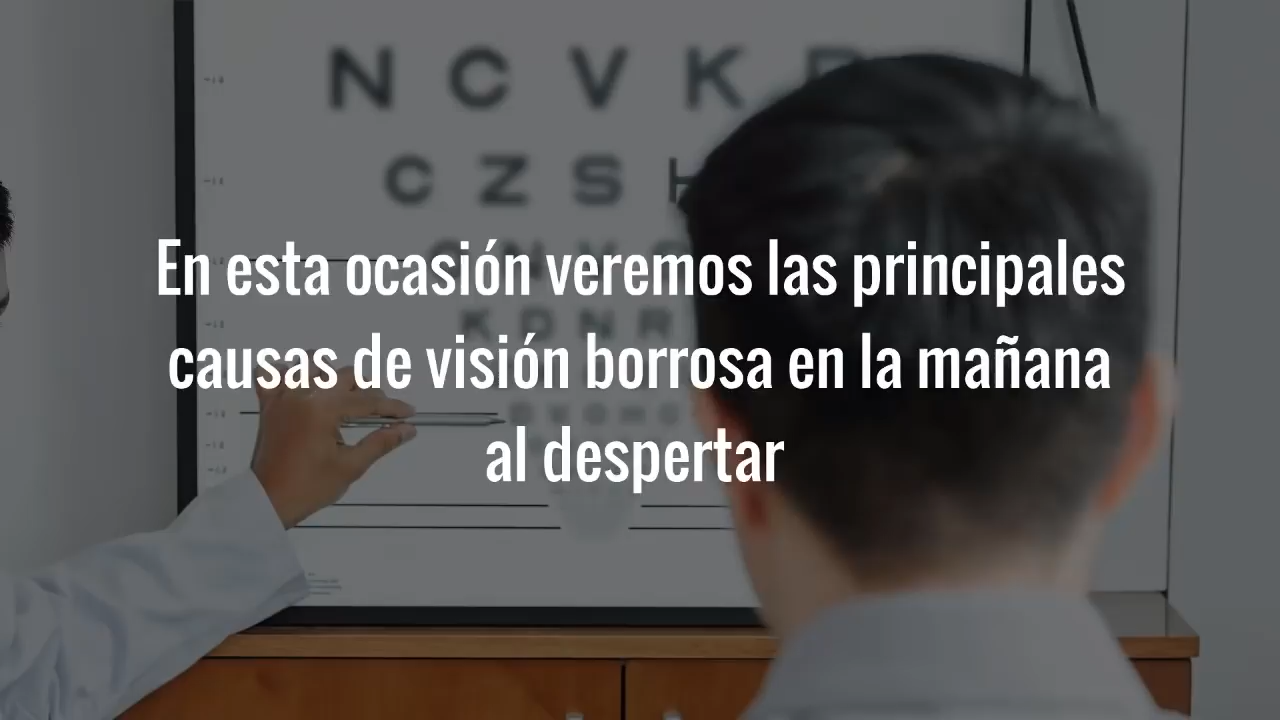 N C V K
C Z S
En esta ocasión veremos las principales
K D N R
causas de visión borrosa en la mañana
al despertar